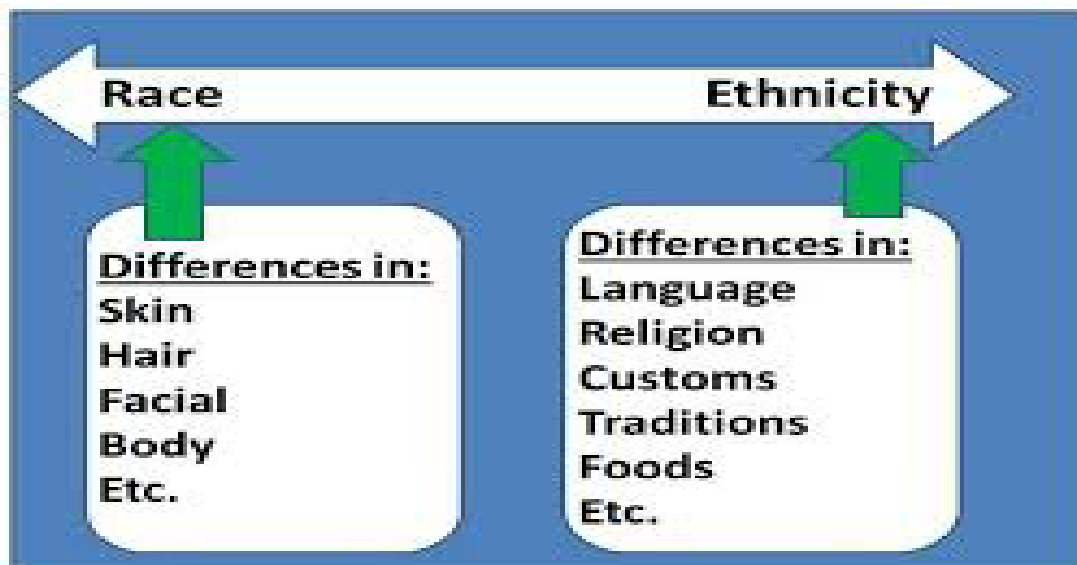 Race Ethnicity
Differences in:
Skin
Hair
Facial
Body
Etc.
Differences in:
Language
Religion
Customs
Traditions
Foods
Etc.